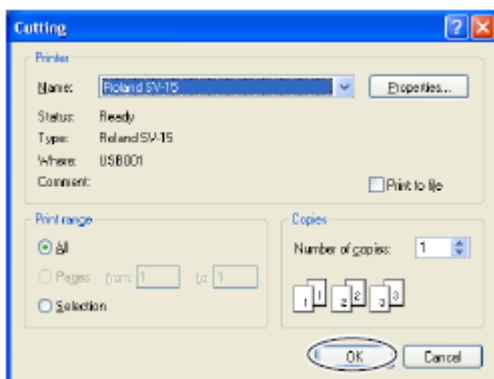 Cutting
Printer
Name: Roland SV-15 Properties...
Status: Ready
Type: Roland SV-15
Where: USB001
Comment: Print to file
Print range
All
Pages from: 1 to: 1
Selection
Copies
Number of copies: 1
1 1 2 2 3 3
OK Cancel